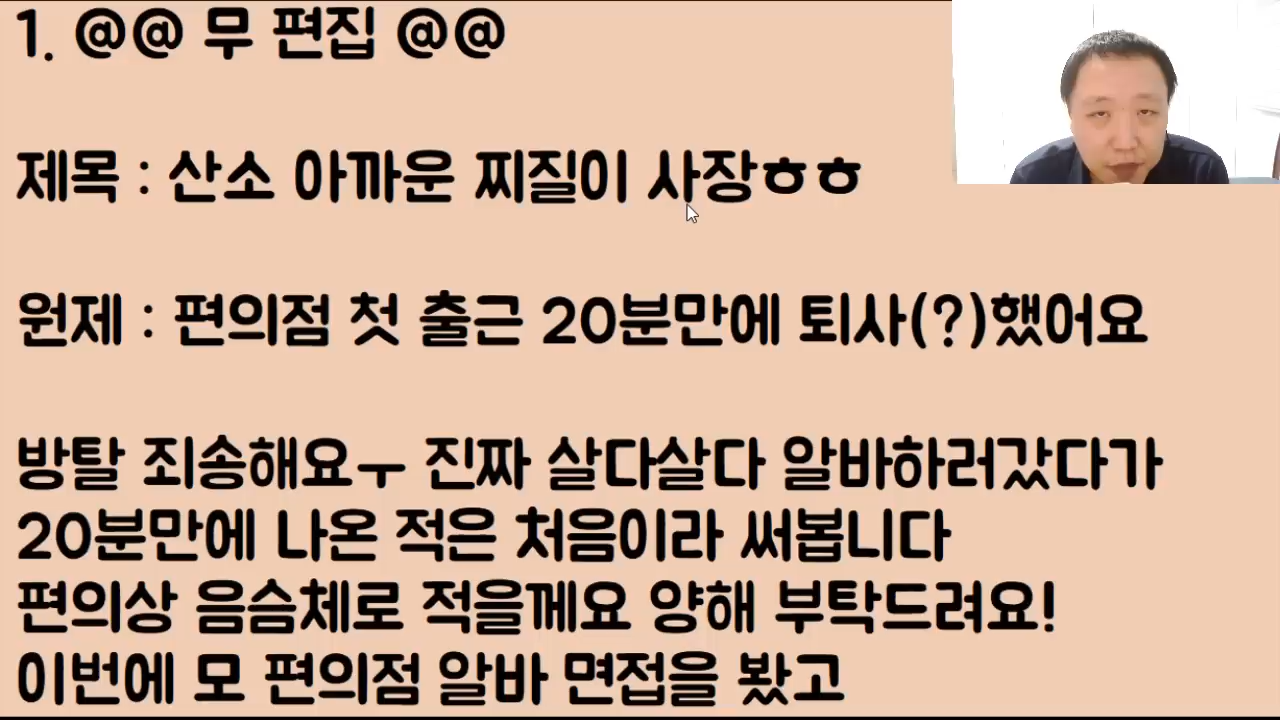 1. @@ 무 편집 @@
제목 : 산소 아까운 찌질이 사장ㅎㅎ
원제 : 편의점 첫 출근 20분만에 퇴사(?)했어요
방탈 죄송해요ㅜ 진짜 살다살다 알바하러갔다가
20분만에 나온 적은 처음이라 써봅니다
편의상 음슴체로 적을께요 양해 부탁드려요!
이번에 모 편의점 알바 면접을 봤고